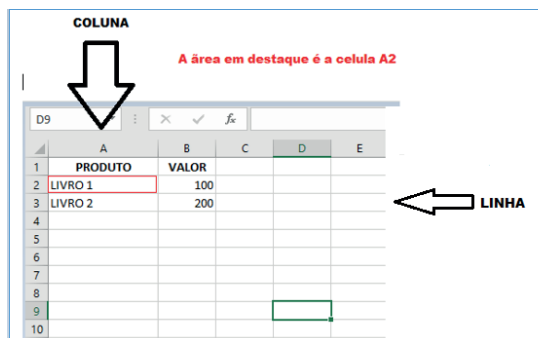 COLUNA
A ärea em destaque é a celula A2
D9 fx
A B C D E
1 PRODUTO VALOR
2 LIVRO 1 100
3 LIVRO 2 200
LINHA
4
5
6
7
8
9
10